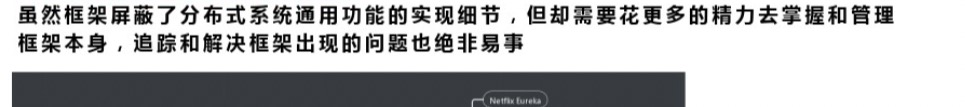 虽然框架屏蔽了分布式系统通用功能的实现细节，但却需要花更多的精力去掌握和管理
框架本身，追踪和解决框架出现的问题也绝非易事
Netflix Eureka